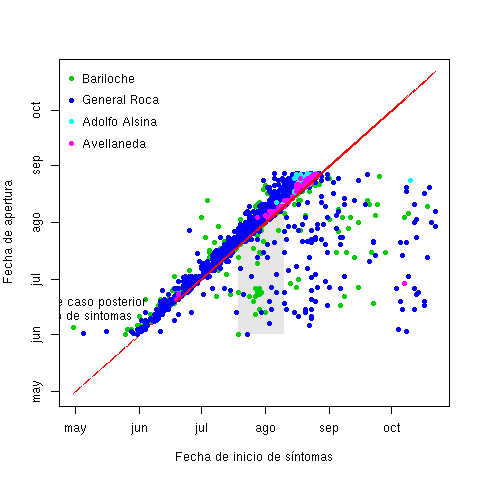 Bariloche
General Roca
Adolfo Alsina
Avellaneda
caso posterior
de sintomas
Fecha de apertura
may
jun
jul
ago
sep
oct
may
jun
jul
ago
sep
oct
Fecha de inicio de síntomas